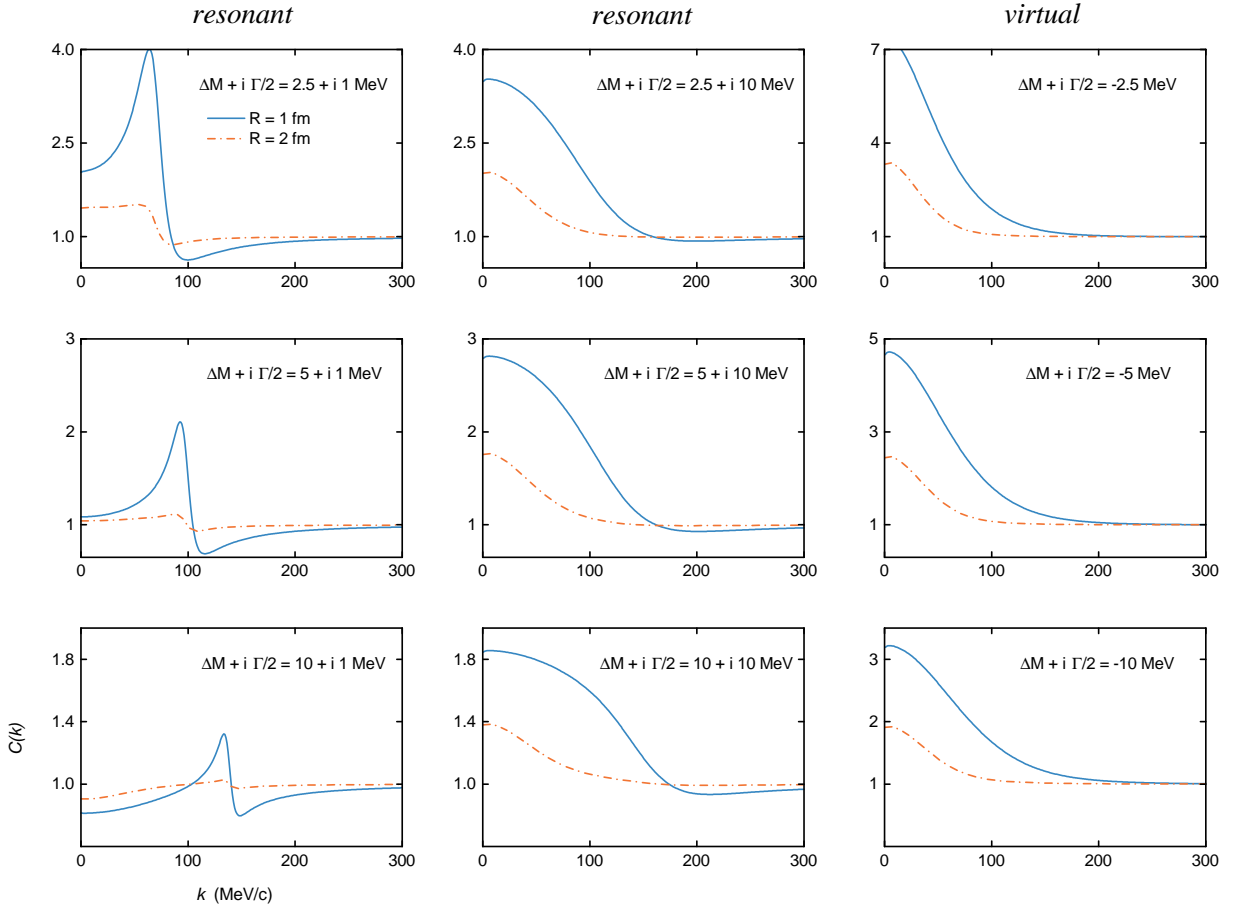 resonant resonant virtual
4.0
2.5
1.0
0 100 200 300
ΔM + i Γ/2 = 2.5 + i 1 MeV
R = 1 fm
R = 2 fm
4.0
2.5
1.0
0 100 200 300
ΔM + i Γ/2 = 2.5 + i 10 MeV
7
4
1
0 100 200 300
ΔM + i Γ/2 = -2.5 MeV
3
2
1
0 100 200 300
ΔM + i Γ/2 = 5 + i 1 MeV
3
2
1
0 100 200 300
ΔM + i Γ/2 = 5 + i 10 MeV
5
3
1
0 100 200 300
ΔM + i Γ/2 = -5 MeV
1.8
1.4
1.0
0 100 200 300
ΔM + i Γ/2 = 10 + i 1 MeV
C(k)
k (MeV/c)
1.8
1.4
1.0
0 100 200 300
ΔM + i Γ/2 = 10 + i 10 MeV
3
2
1
0 100 200 300
ΔM + i Γ/2 = -10 MeV